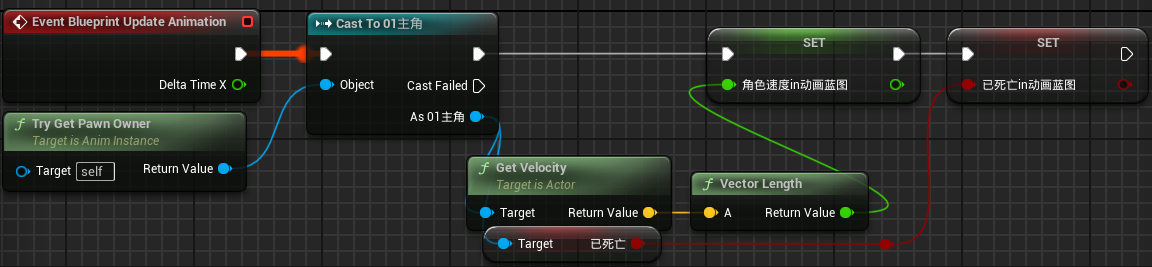 Event Blueprint Update Animation
Delta Time X
Try Get Pawn Owner
Target is Anim Instance
Target self Return Value
Cast To 01主角
Object
Cast Failed
As 01主角
Get Velocity
Target is Actor
Target Return Value
Target 已死亡
Vector Length
A Return Value
SET
角色速度in动画蓝图
SET
已死亡in动画蓝图